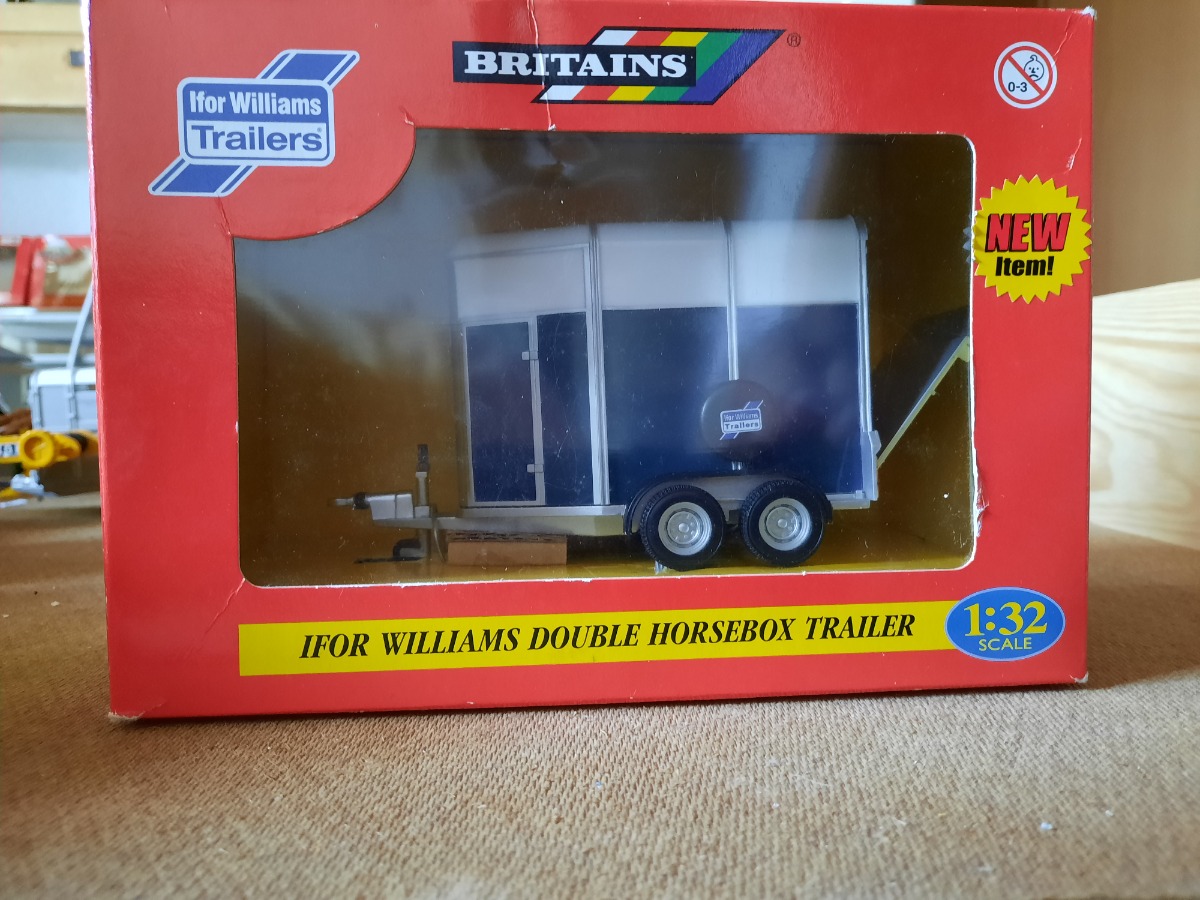 BRITAINS ®
Ifor Williams
Trailers®
0-3
NEW
Item!
Ifor Williams
Trailers
IFOR WILLIAMS DOUBLE HORSEBOX TRAILER
1:32
SCALE